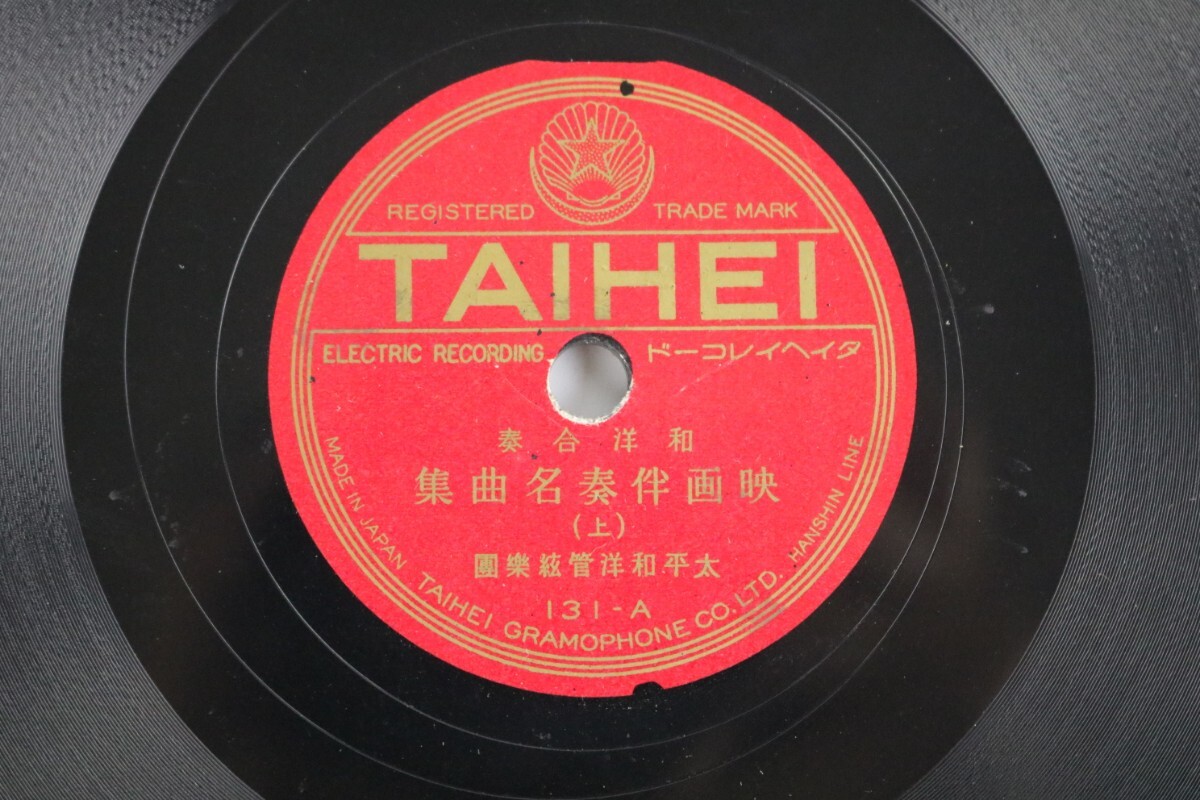 REGISTERED TRADE MARK
TAIHEI
ELECTRIC RECORDING タイヘイレコード
和洋合奏
映画伴奏名曲集
(上)
太平和洋管絃樂團
131-A
MADE IN JAPAN TAIHEI GRAMOPHONE CO. LTD. HANSHIN LINE